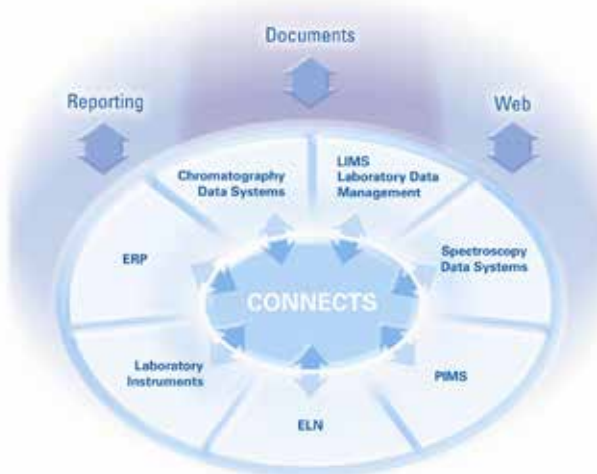 Documents
Reporting
Web
Chromatography
Data Systems
LIMS
Laboratory Data
Management
ERP
Spectroscopy
Data Systems
CONNECTS
Laboratory
Instruments
PIMS
ELN